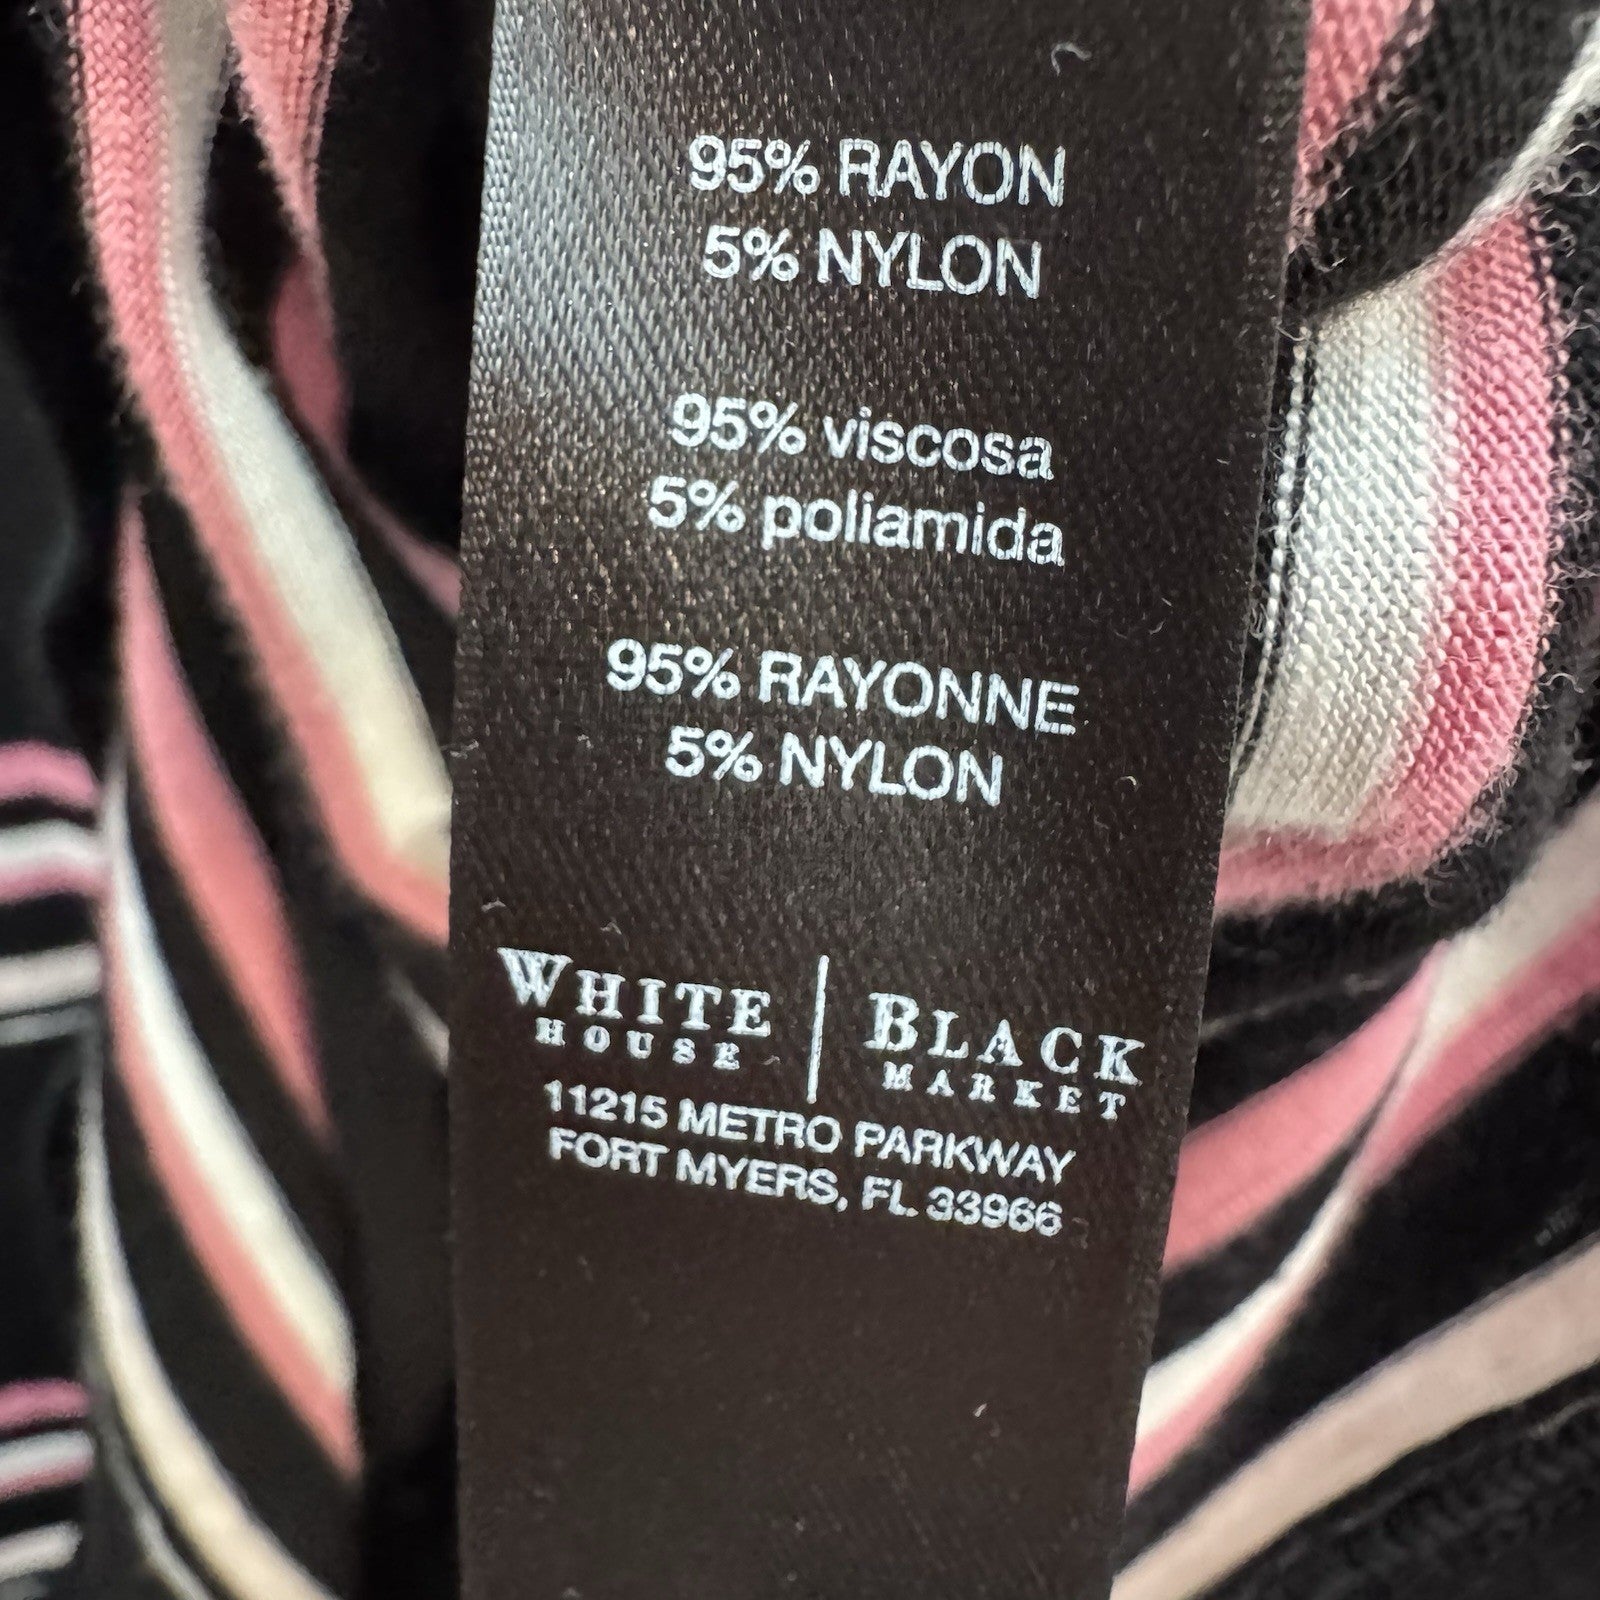 95% RAYON
5% NYLON
95% viscosa
5% poliamida
95% RAYONNE
5% NYLON
WHITE | BLACK
HOUSE MARKET
11215 METRO PARKWAY
FORT MYERS, FL 33966